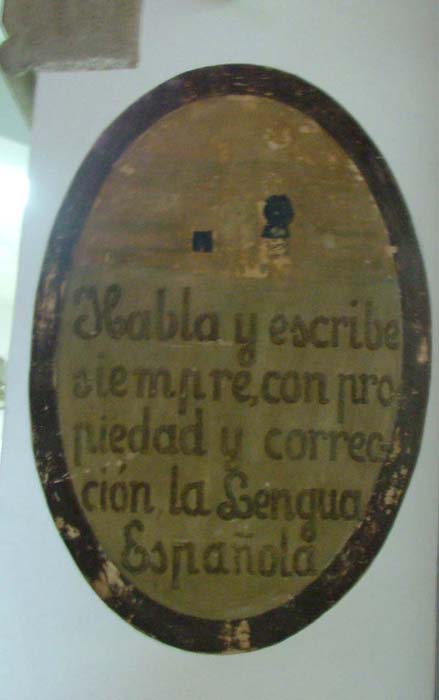 Habla y escribe
siempre, con pro-
piedad y correc-
ción, la Lengua
Española